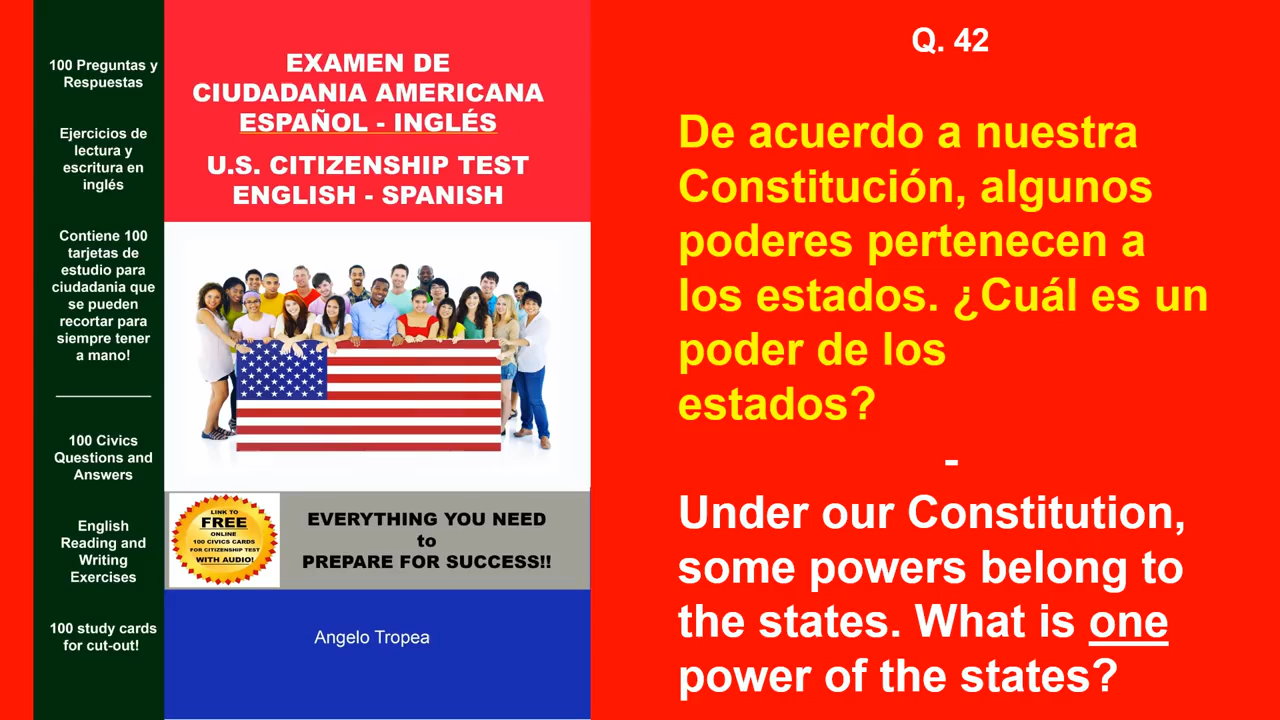 100 Preguntas y
Respuestas
Ejercicios de
lectura y
escritura en
inglés
Contiene 100
tarjetas de
estudio para
ciudadania que
se pueden
recortar para
siempre tener
a mano!
100 Civics
Questions and
Answers
English
Reading and
Writing
Exercises
100 study cards
for cut-out!
EXAMEN DE
CIUDADANIA AMERICANA
ESPAÑOL - INGLÉS
U.S. CITIZENSHIP TEST
ENGLISH - SPANISH
LINK TO
FREE
ONLINE
100 CIVICS CARDS
FOR CITIZENSHIP TEST
WITH AUDIO!
EVERYTHING YOU NEED
to
PREPARE FOR SUCCESS!!
Angelo Tropea
Q. 42
De acuerdo a nuestra
Constitución, algunos
poderes pertenecen a
los estados. ¿Cuál es un
poder de los
estados?
-
Under our Constitution,
some powers belong to
the states. What is one
power of the states?